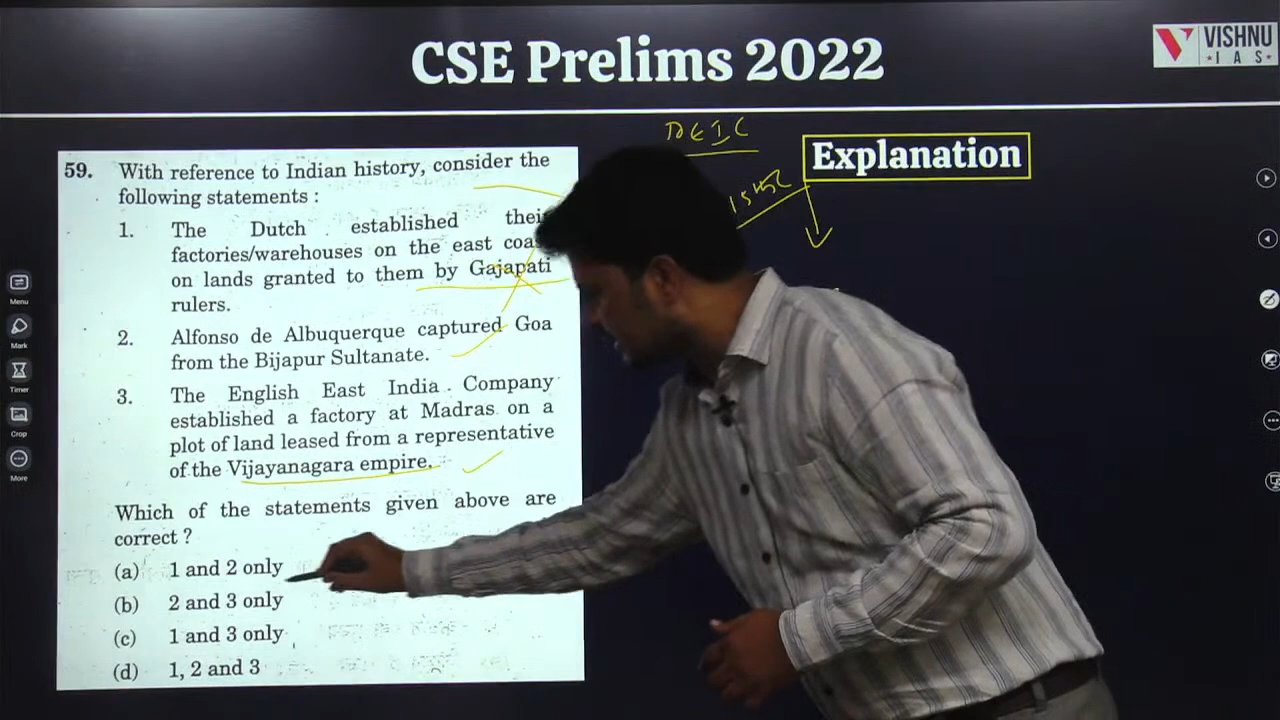 CSE Prelims 2022
VISHNU
IAS
DEIC
Explanation
59. With reference to Indian history, consider the
following statements :
1. The Dutch established their
factories/warehouses on the east coas
on lands granted to them by Gajapati
rulers.
2. Alfonso de Albuquerque captured Goa
from the Bijapur Sultanate.
3. The English East India Company
established a factory at Madras on a
plot of land leased from a representative
of the Vijayanagara empire.
Which of the statements given above are
correct ?
(a) 1 and 2 only
(b) 2 and 3 only
(c) 1 and 3 only
(d) 1, 2 and 3
Menu
Mark
Timer
Crop
More